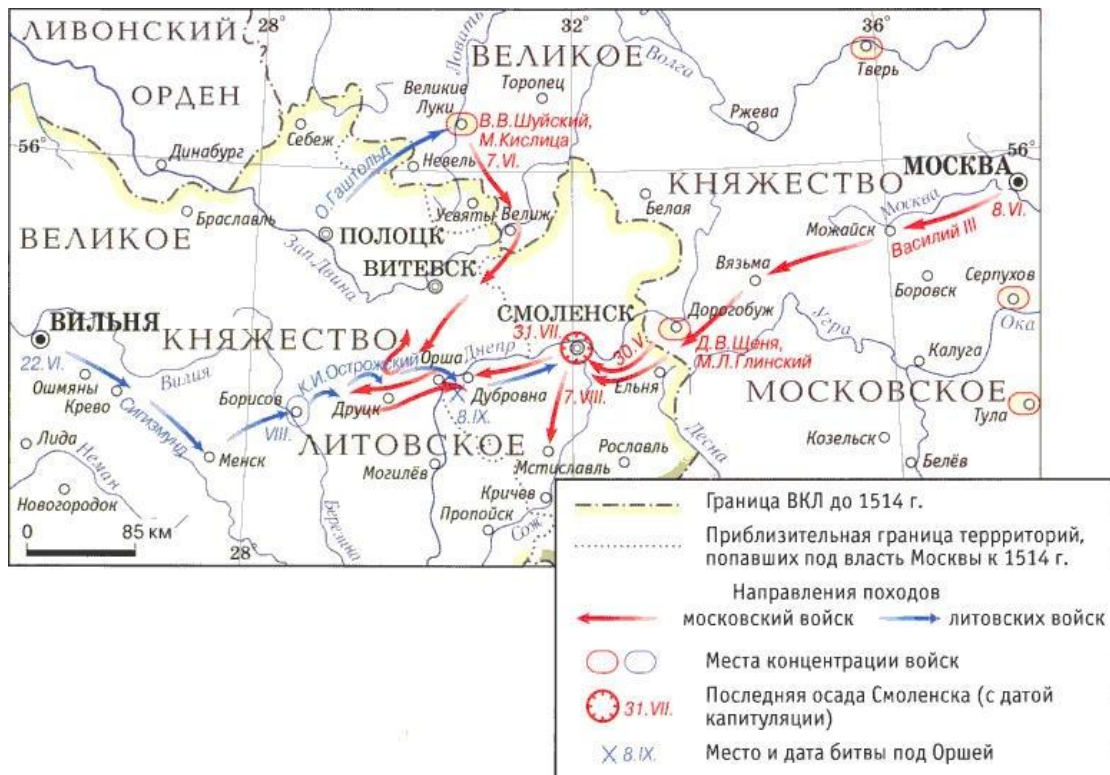 28
32
36
ЛИВОНСКИЙ
ОРДЕН
ВЕЛИКОЕ
Ловать
Волга
Тверь
Торопец
Великие
Луки
Ржева
В.В.Шуйский,
М.Кислица
7.VI.
Себеж
56°
Динабург
О.Гаштольд
Невель
56°
МОСКВА
КНЯЖЕСТВО
Москва
8.VI.
Белая
Браславль
Усвяты
Велиж
Можайск
Василий III
ВЕЛИКОЕ
ПОЛОЦК
Зап.Двина
ВИТЕВСК
Вязьма
Боровск
Серпухов
СМОЛЕНСК
Дорогобуж
Угра
Ока
ВИЛЬНЯ
КНЯЖЕСТВО
31.VII.
30.V.
Д.В.Щеня,
М.Л.Глинский
Калуга
22.VI.
Вилия
К.И.Острожский
Орша
Днепр
Ельня
МОСКОВСКОЕ
Ошмяны
Крево
Сигизмунд
Борисов
VIII.
Друцк
8.IX.
Дубровна
7.VIII.
Тула
Лида
Неман
Менск
ЛИТОВСКОЕ
Мстиславль
Рославль
Десна
Козельск
Белёв
Могилёв
Новогородок
Березина
Кричев
Пропойск
Сож
0 85 км
28
Граница ВКЛ до 1514 г.
Приблизительная граница террриторий,
попавших под власть Москвы к 1514 г.
Направления походов
московский войск
литовских войск
Места концентрации войск
31.VII.
Последняя осада Смоленска (с датой
капитуляции)
8.IX.
Место и дата битвы под Оршей